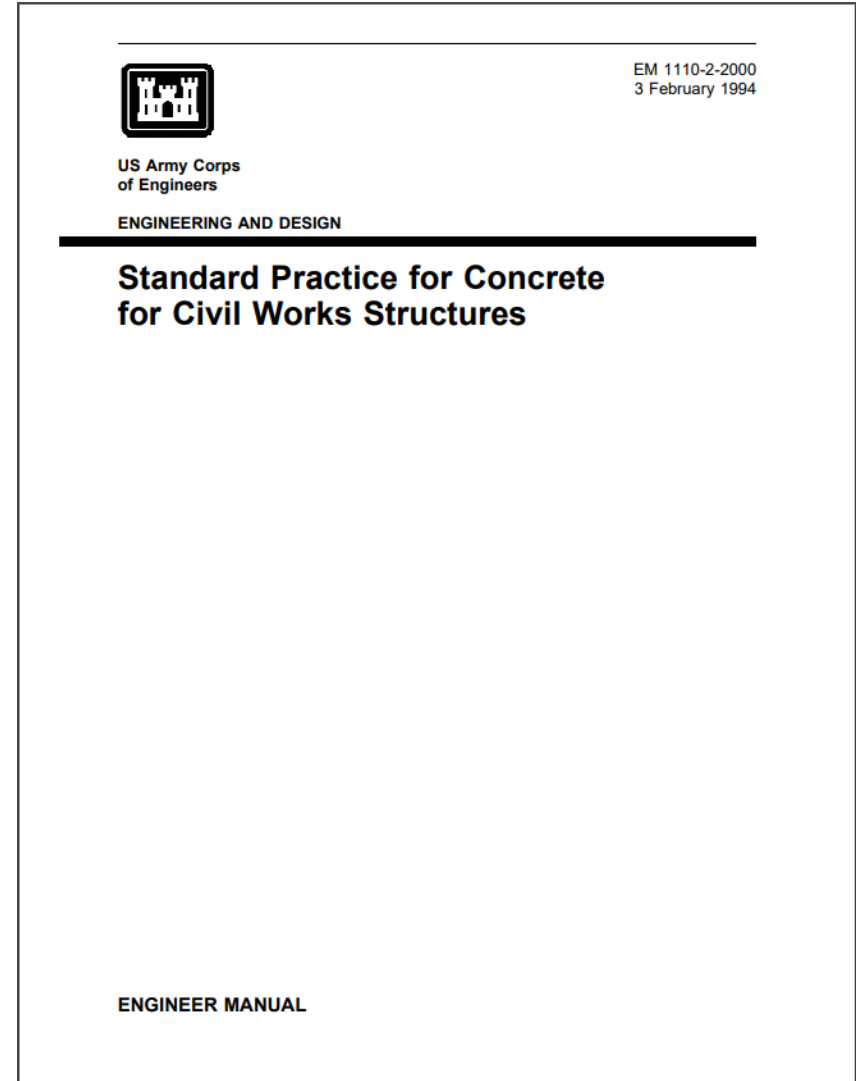 EM 1110-2-2000
3 February 1994
US Army Corps
of Engineers
ENGINEERING AND DESIGN
Standard Practice for Concrete
for Civil Works Structures
ENGINEER MANUAL